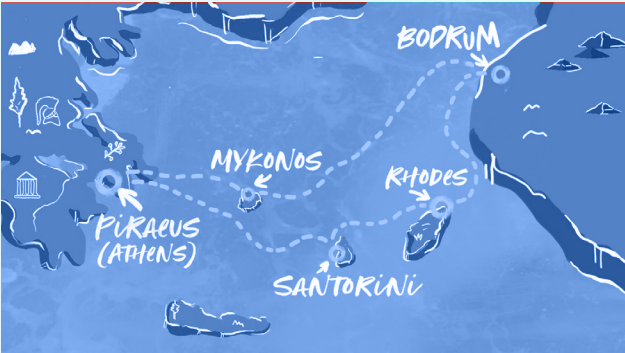 BODRUM
MYKONOS
RHODES
PIRAEUS
(ATHENS)
SANTORINI